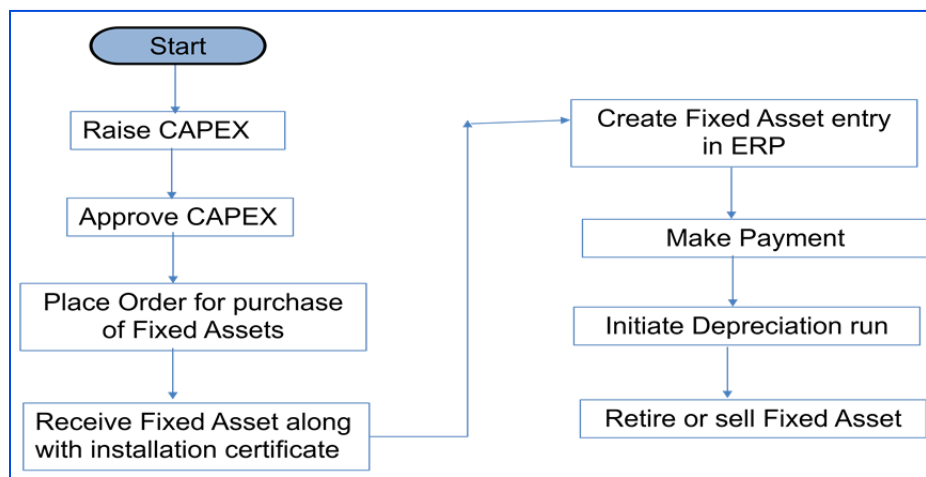 Start
Raise CAPEX
Approve CAPEX
Place Order for purchase
of Fixed Assets
Receive Fixed Asset along
with installation certificate
Create Fixed Asset entry
in ERP
Make Payment
Initiate Depreciation run
Retire or sell Fixed Asset